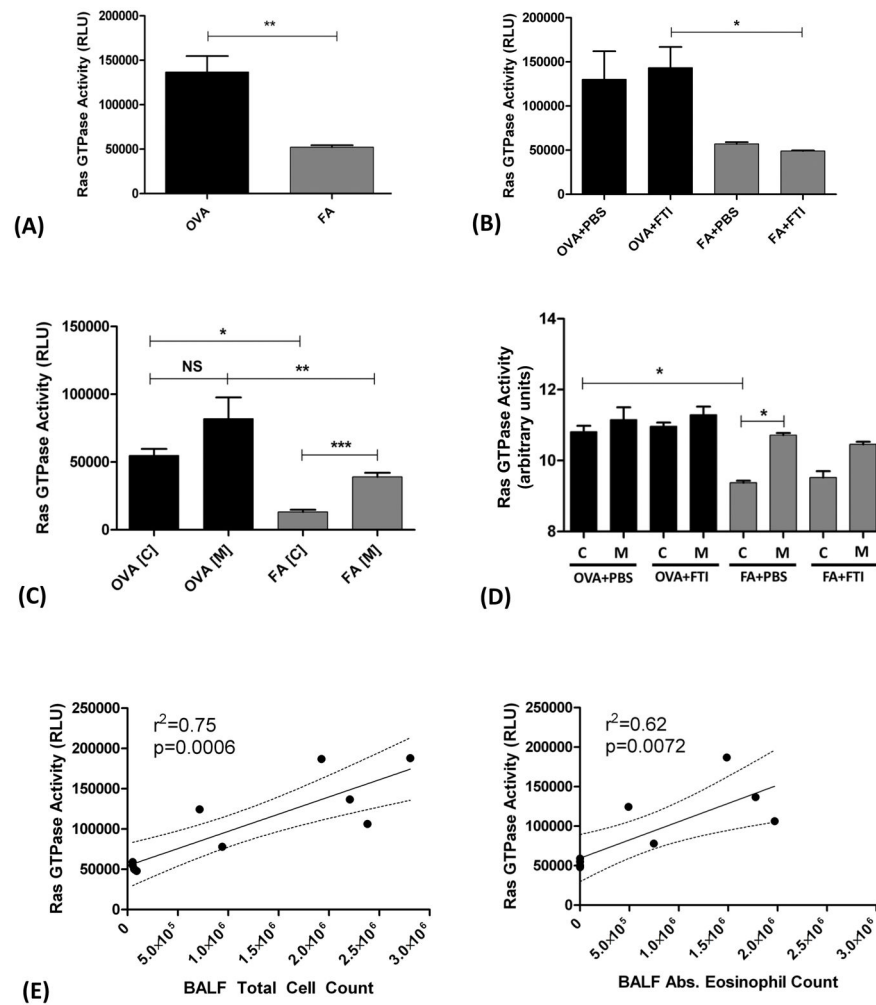 Ras GTPase Activity (RLU)
200000
150000
100000
50000
0
**
OVA
FA
(A)
Ras GTPase Activity (RLU)
200000
150000
100000
50000
0
*
OVA+PBS
OVA+FTI
FA+PBS
FA+FTI
(B)
Ras GTPase Activity (RLU)
150000
100000
50000
0
*
NS
**
***
OVA [C]
OVA [M]
FA [C]
FA [M]
(C)
Ras GTPase Activity
(arbitrary units)
14
12
10
8
*
*
C M C M C M C M
OVA+PBS OVA+FTI FA+PBS FA+FTI
(D)
Ras GTPase Activity (RLU)
250000
200000
150000
100000
50000
0
r²=0.75
p=0.0006
0 5.0×10⁵ 1.0×10⁶ 1.5×10⁶ 2.0×10⁶ 2.5×10⁶ 3.0×10⁶
BALF Total Cell Count
Ras GTPase Activity (RLU)
250000
200000
150000
100000
50000
0
r²=0.62
p=0.0072
0 5.0×10⁵ 1.0×10⁶ 1.5×10⁶ 2.0×10⁶ 2.5×10⁶ 3.0×10⁶
BALF Abs. Eosinophil Count
(E)